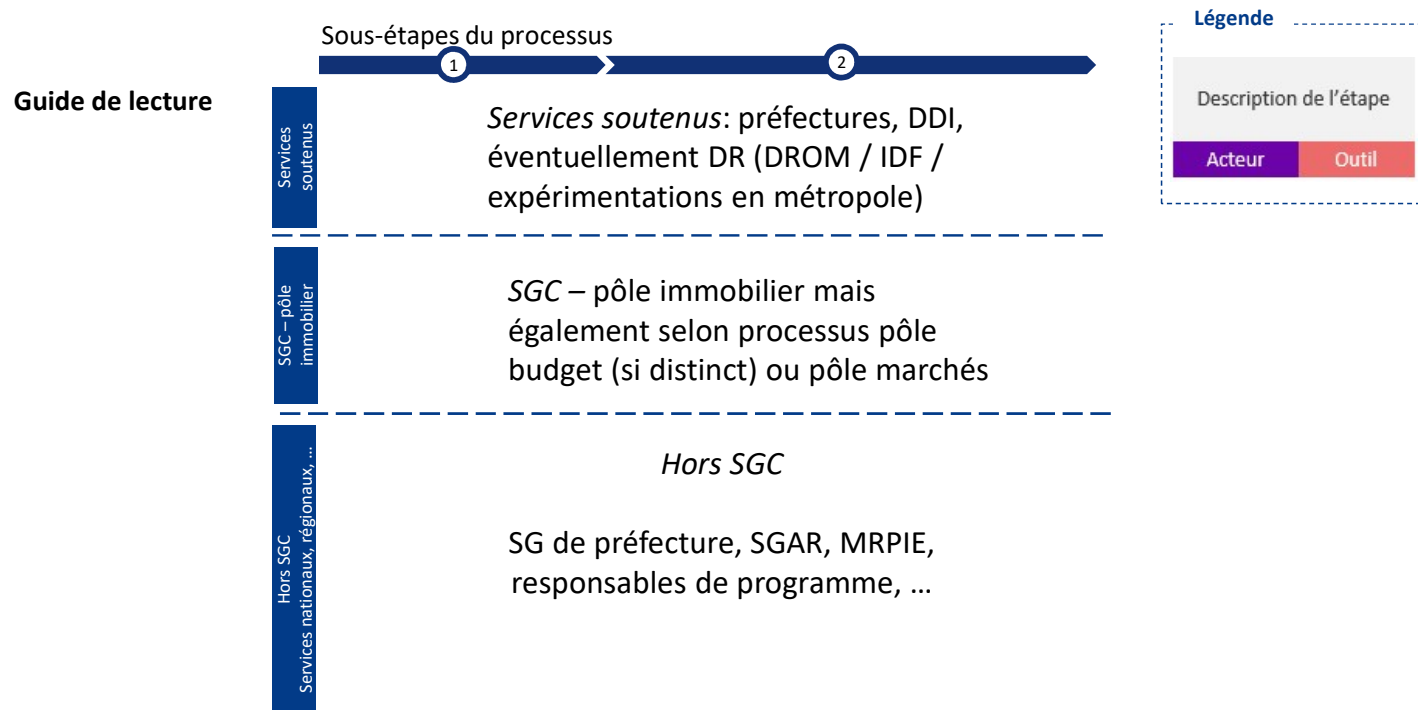 Guide de lecture
Sous-étapes du processus
1
2
Légende
Description de l'étape
Acteur
Outil
Services
soutenus
Services soutenus: préfectures, DDI,
éventuellement DR (DROM / IDF /
expérimentations en métropole)
SGC – pôle
immobilier
SGC – pôle immobilier mais
également selon processus pôle
budget (si distinct) ou pôle marchés
Hors SGC
Services nationaux, régionaux, ...
Hors SGC
SG de préfecture, SGAR, MRPIE,
responsables de programme, ...